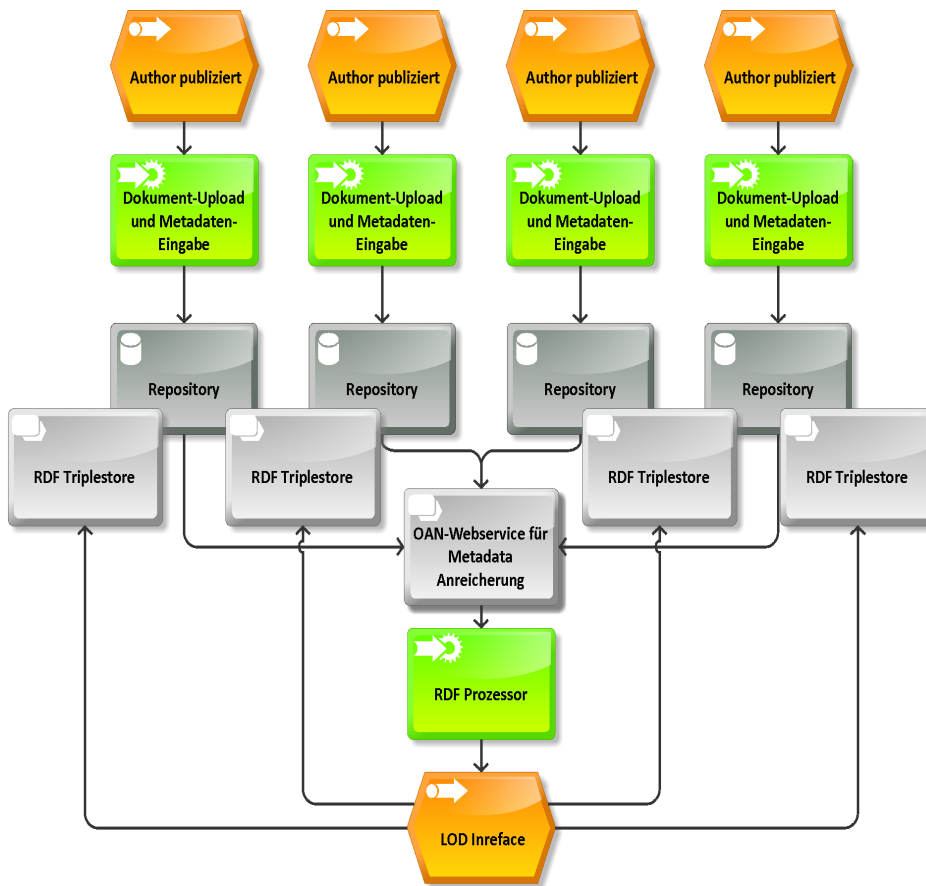 Author publiziert
Author publiziert
Author publiziert
Author publiziert
Dokument-Upload
und Metadaten-
Eingabe
Dokument-Upload
und Metadaten-
Eingabe
Dokument-Upload
und Metadaten-
Eingabe
Dokument-Upload
und Metadaten-
Eingabe
Repository
Repository
Repository
Repository
RDF Triplestore
RDF Triplestore
RDF Triplestore
RDF Triplestore
OAN-Webservice für
Metadata
Anreicherung
RDF Prozessor
LOD Inreface